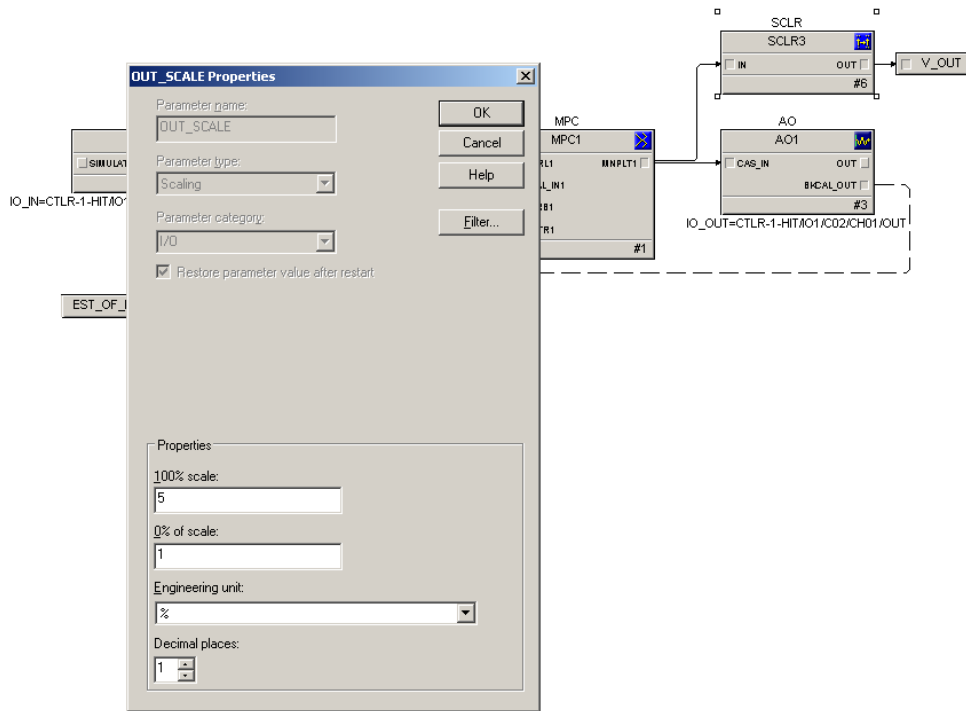 SCLR
SCLR3
IN
OUT
#6
V_OUT
OUT_SCALE Properties
Parameter name:
OUT_SCALE
Parameter type:
Scaling
Parameter category:
I/O
Restore parameter value after restart
OK
Cancel
Help
Filter...
MPC
MPC1
MNPLT1
#1
AO
AO1
CAS_IN
OUT
BKCAL_OUT
#3
IO_OUT=CTLR-1-HIT/IO1/C02/CH01/OUT
SIMULAT
IO_IN=CTLR-1-HIT/IO1
Properties
100% scale:
5
0% of scale:
1
Engineering unit:
%
Decimal places:
1